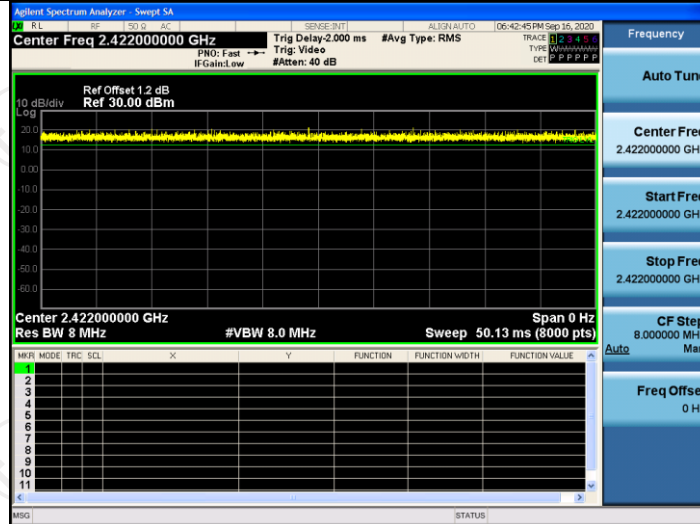 Agilent Spectrum Analyzer - Swept SA
RL RF 50 Ω AC SENSE:INT ALIGN AUTO 06:42:45 PM Sep 16, 2020
Center Freq 2.422000000 GHz
PNO: Fast
IFGain:Low
Trig Delay-2.000 ms
Trig: Video
#Atten: 40 dB
#Avg Type: RMS
TRACE 1 2 3 4 5 6
TYPE
DET P P P P P P
Ref Offset 1.2 dB
10 dB/div Ref 30.00 dBm
Log
20.0
10.0
0.00
-10.0
-20.0
-30.0
-40.0
-50.0
-60.0
Center 2.422000000 GHz Span 0 Hz
Res BW 8 MHz #VBW 8.0 MHz Sweep 50.13 ms (8000 pts)
MKR MODE TRC SCL X Y FUNCTION FUNCTION WIDTH FUNCTION VALUE
1
2
3
4
5
6
7
8
9
10
11
MSG STATUS
Frequency
Auto Tun
Center Fre
2.422000000 GH
Start Fre
2.422000000 GH
Stop Fre
2.422000000 GH
CF Ste
8.000000 MH
Auto Ma
Freq Offse
0 H